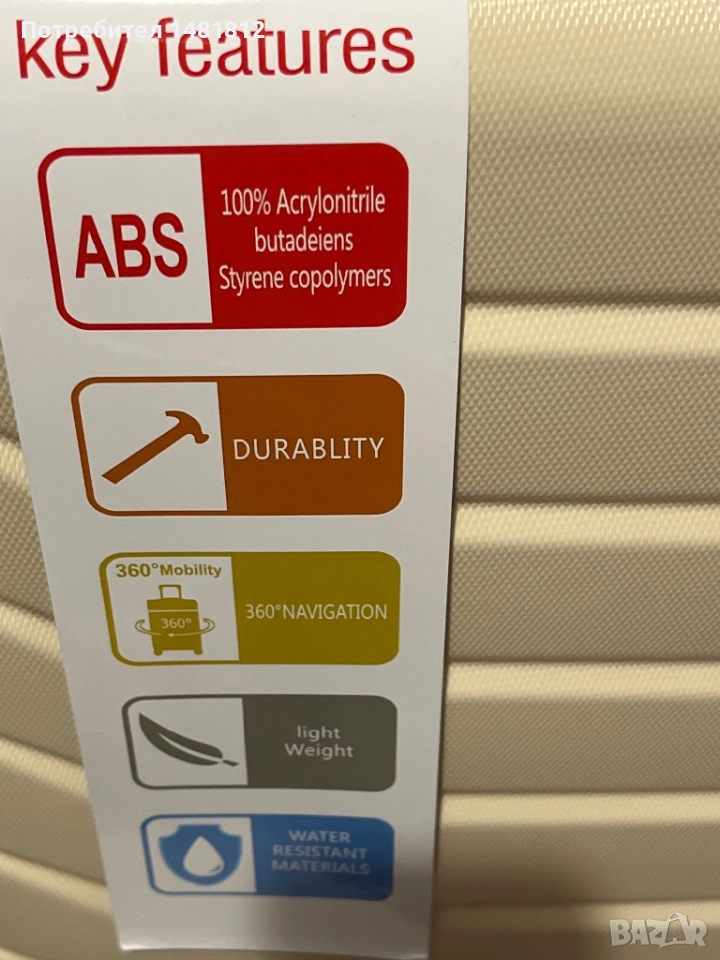 Потребител 1481812
key features
ABS
100% Acrylonitrile
butadeiens
Styrene copolymers
DURABLITY
360°Mobility
360°
360°NAVIGATION
light
Weight
WATER
RESISTANT
MATERIALS
BAZAR